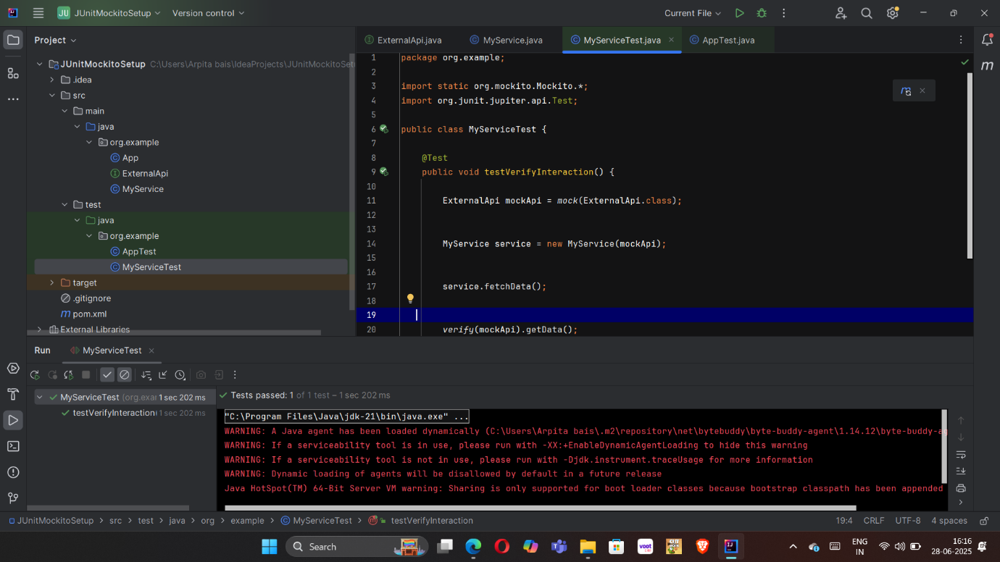 JU JUnitMockitoSetup Version control Current File
Project
ExternalApi.java MyService.java MyServiceTest.java AppTest.java
JUnitMockitoSetup C:\Users\Arpita bais\IdeaProjects\JUnitMockitoSet
.idea
src
main
java
org.example
App
ExternalApi
MyService
test
java
org.example
AppTest
MyServiceTest
target
.gitignore
pom.xml
External Libraries
1 package org.example;
2
3 import static org.mockito.Mockito.*;
4 import org.junit.jupiter.api.Test;
5
6 public class MyServiceTest {
7
8 @Test
9 public void testVerifyInteraction() {
10
11 ExternalApi mockApi = mock(ExternalApi.class);
12
13
14 MyService service = new MyService(mockApi);
15
16
17 service.fetchData();
18
19
20 verify(mockApi).getData();
Run MyServiceTest
MyServiceTest (org.exar 1 sec 202 ms
testVerifyInteraction 1 sec 202 ms
Tests passed: 1 of 1 test – 1 sec 202 ms
"C:\Program Files\Java\jdk-21\bin\java.exe" ...
WARNING: A Java agent has been loaded dynamically (C:\Users\Arpita bais\.m2\repository\net\bytebuddy\byte-buddy-agent\1.14.12\byte-buddy-ag
WARNING: If a serviceability tool is in use, please run with -XX:+EnableDynamicAgentLoading to hide this warning
WARNING: If a serviceability tool is not in use, please run with -Djdk.instrument.traceUsage for more information
WARNING: Dynamic loading of agents will be disallowed by default in a future release
Java HotSpot(TM) 64-Bit Server VM warning: Sharing is only supported for boot loader classes because bootstrap classpath has been appended
JUnitMockitoSetup src test java org example MyServiceTest testVerifyInteraction 19:4 CRLF UTF-8 4 spaces
Search voot ENG IN 16:16 28-06-2025